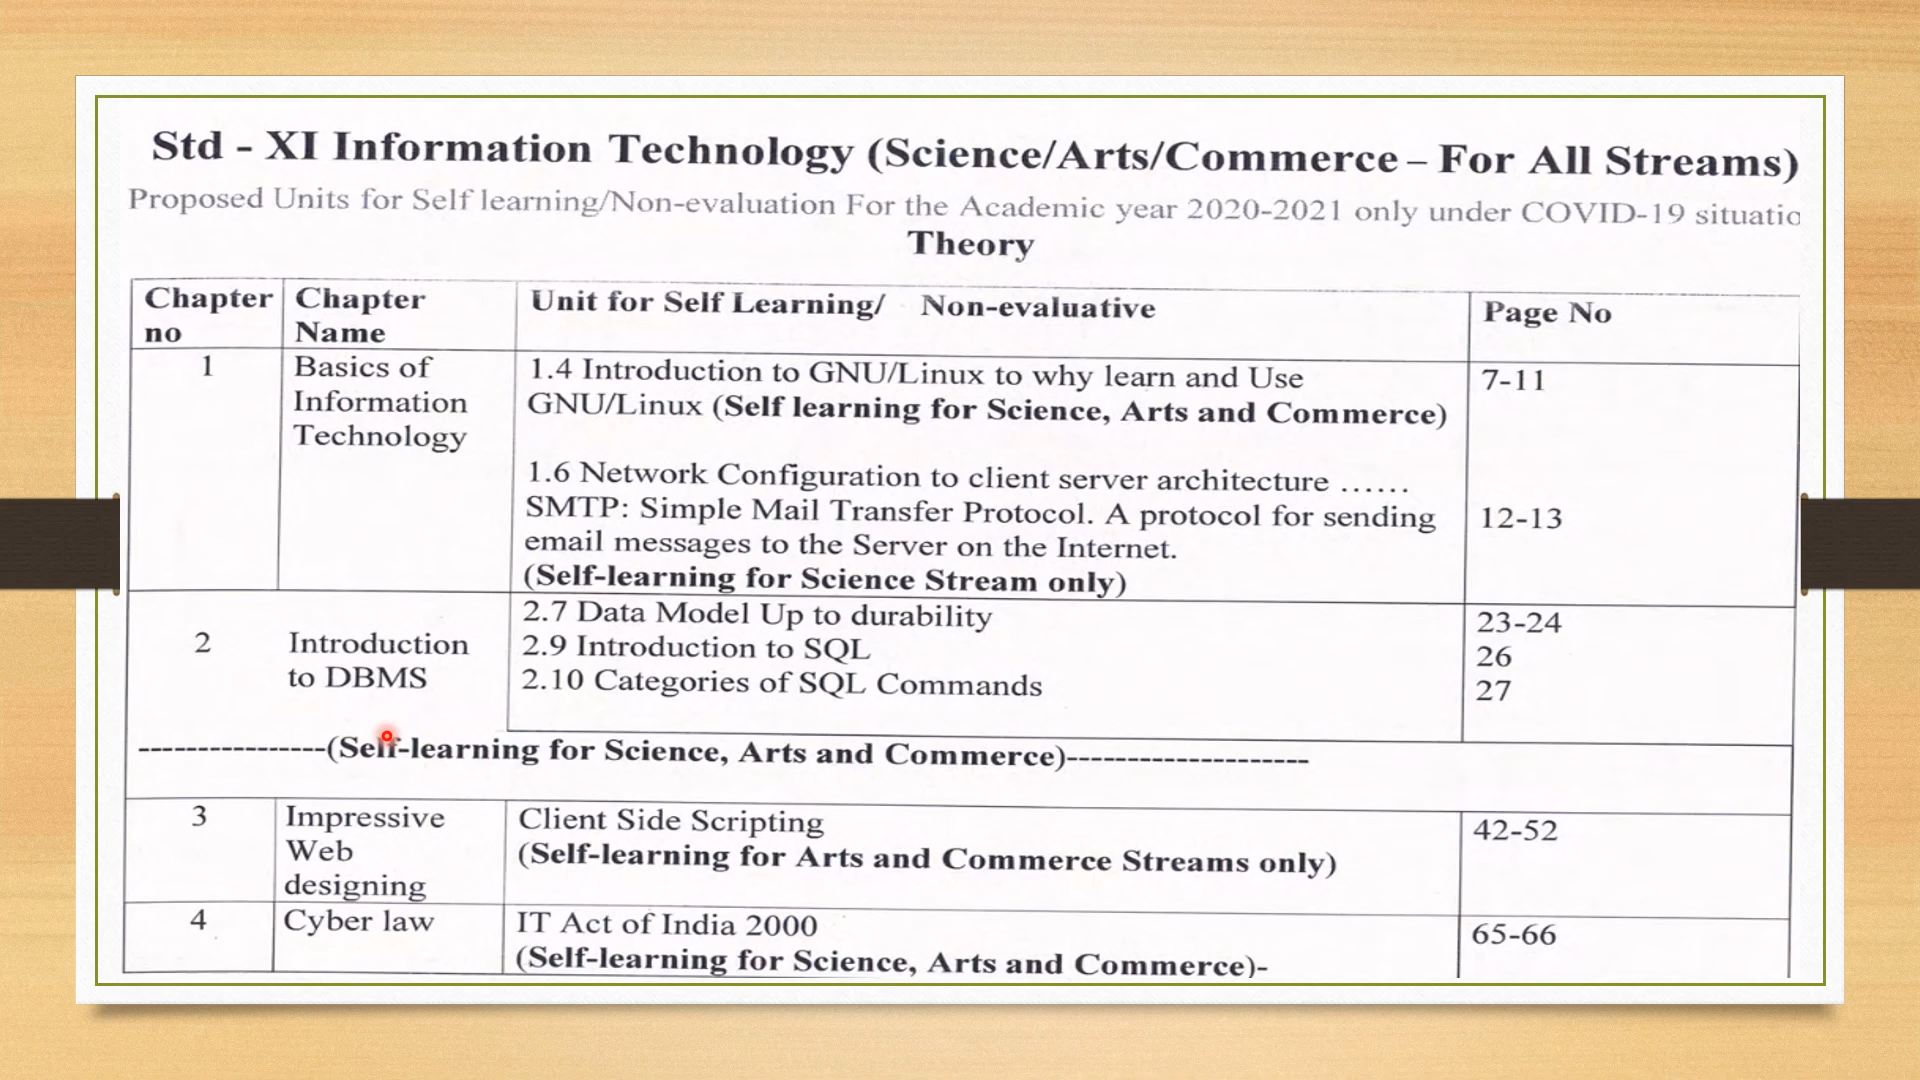 Std - XI Information Technology (Science/Arts/Commerce – For All Streams)
Proposed Units for Self learning/Non-evaluation For the Academic year 2020-2021 only under COVID-19 situatio
Theory
Chapter no
Chapter Name
Unit for Self Learning/ Non-evaluative
Page No
1
Basics of
Information
Technology
1.4 Introduction to GNU/Linux to why learn and Use
GNU/Linux (Self learning for Science, Arts and Commerce)
7-11
1.6 Network Configuration to client server architecture ……
SMTP: Simple Mail Transfer Protocol. A protocol for sending
email messages to the Server on the Internet.
(Self-learning for Science Stream only)
12-13
2
Introduction
to DBMS
2.7 Data Model Up to durability
2.9 Introduction to SQL
2.10 Categories of SQL Commands
23-24
26
27
----------------(Self-learning for Science, Arts and Commerce)---------------------
3
Impressive
Web
designing
Client Side Scripting
(Self-learning for Arts and Commerce Streams only)
42-52
4
Cyber law
IT Act of India 2000
(Self-learning for Science, Arts and Commerce)-
65-66